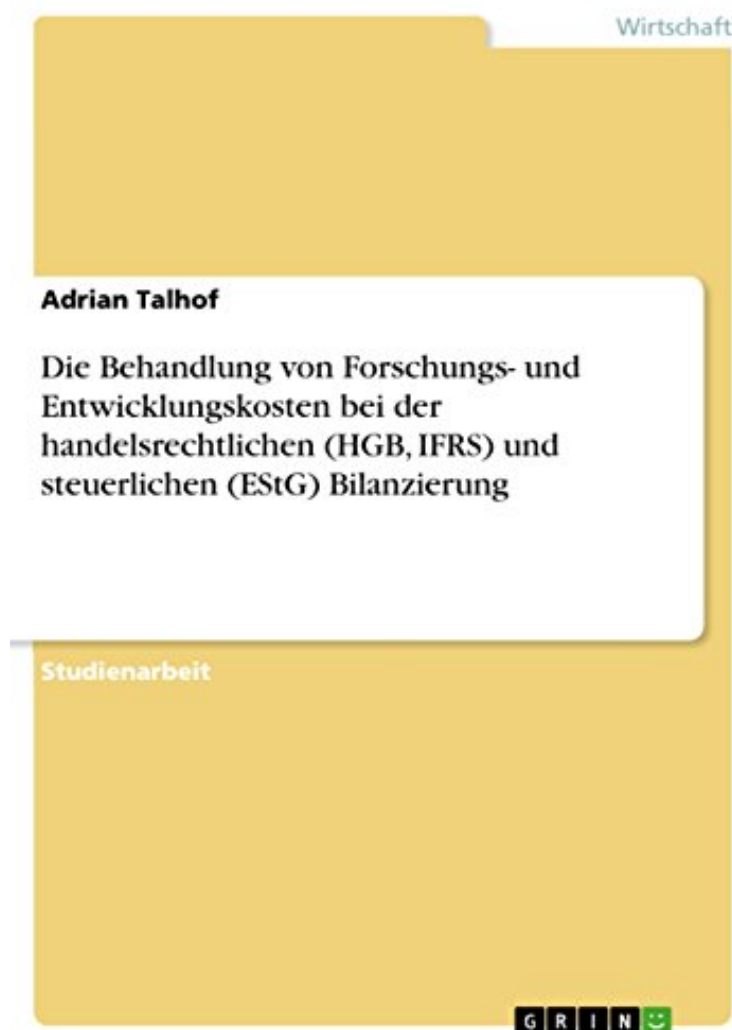 Wirtschaft
Adrian Talhof
Die Behandlung von Forschungs- und
Entwicklungskosten bei der
handelsrechtlichen (HGB, IFRS) und
steuerlichen (EStG) Bilanzierung
Studienarbeit
GRIN